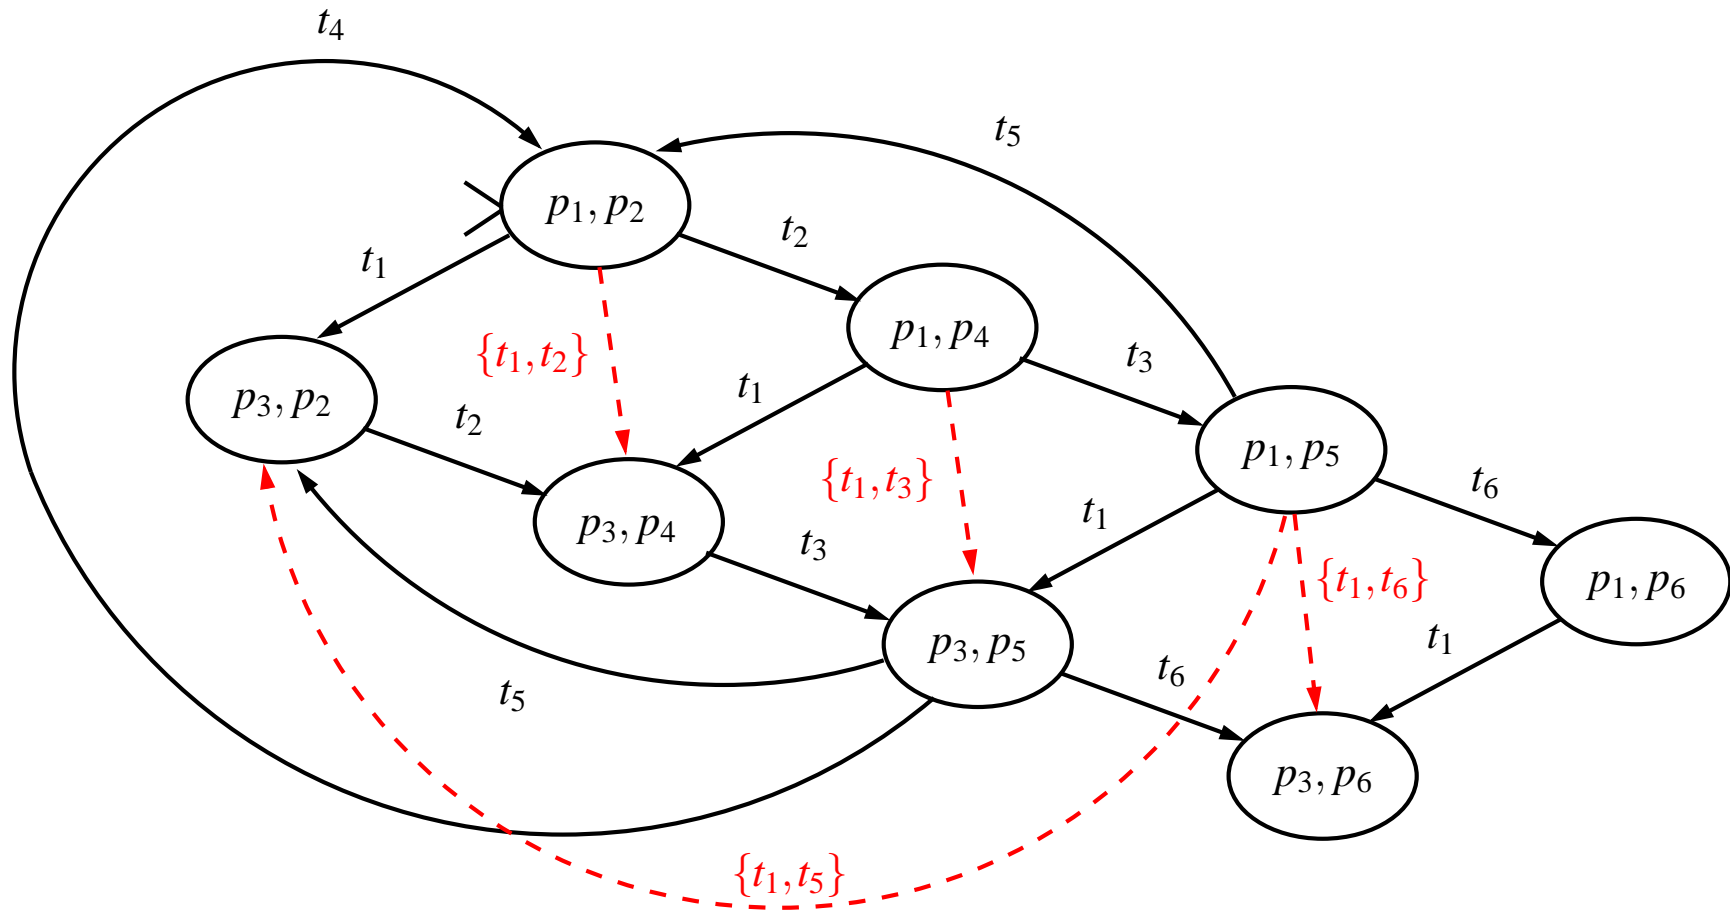 t₄
t₅
p₁, p₂
t₂
t₁
p₁, p₄
{t₁, t₂}
t₃
t₁
p₃, p₂
t₂
p₁, p₅
{t₁, t₃}
t₆
t₁
p₃, p₄
t₃
{t₁, t₆}
p₁, p₆
t₁
p₃, p₅
t₆
t₅
p₃, p₆
{t₁, t₅}